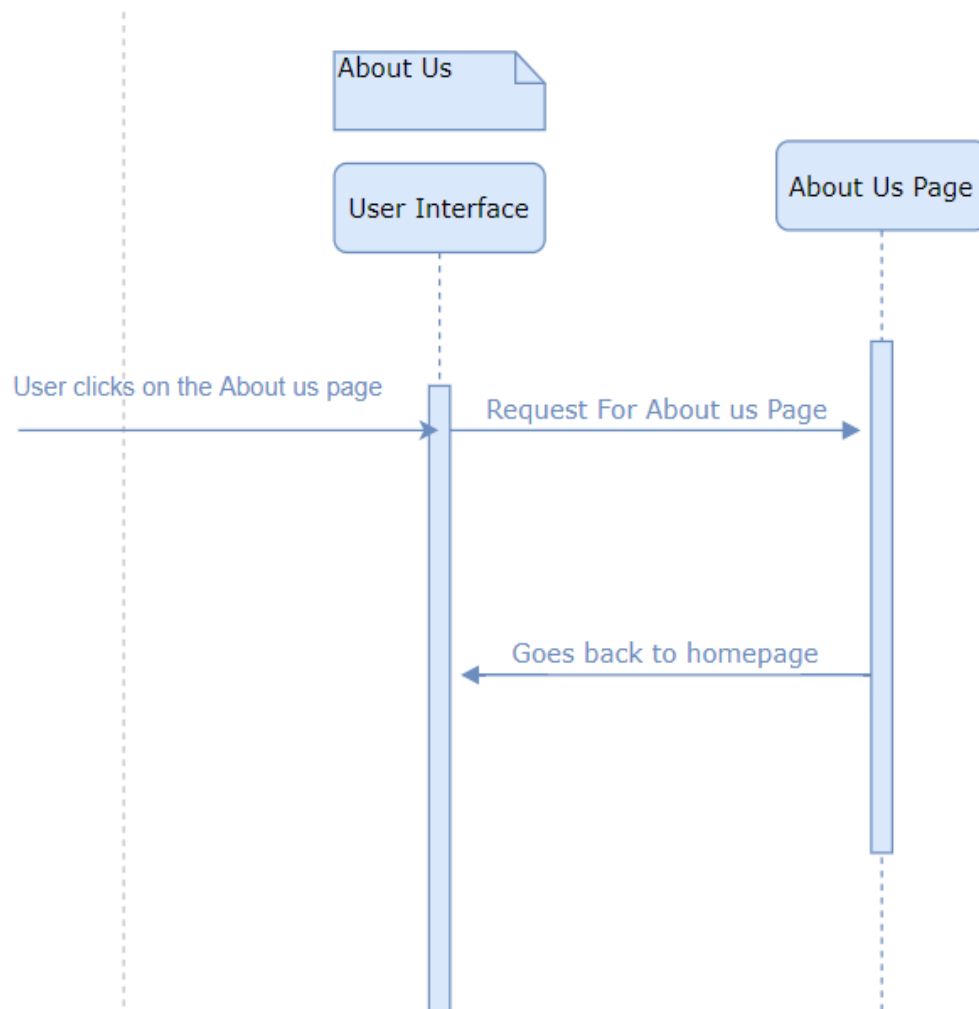 About Us
User Interface
About Us Page
User clicks on the About us page
Request For About us Page
Goes back to homepage